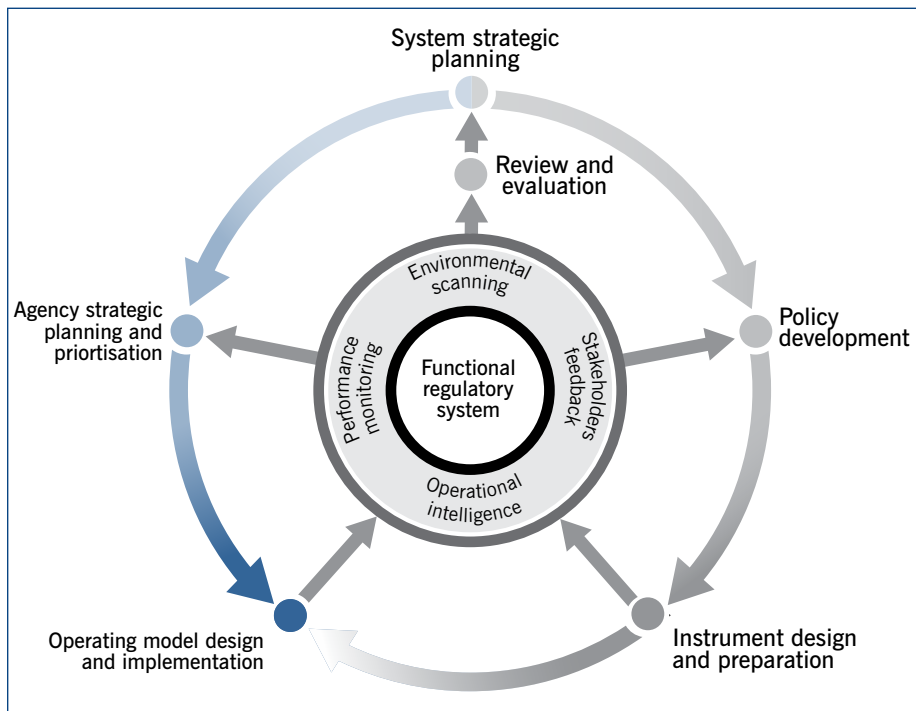 System strategic
planning
Review and
evaluation
Environmental
scanning
Agency strategic
planning and
priortisation
Policy
development
Performance
monitoring
Functional
regulatory
system
Stakeholders
feedback
Operational
intelligence
Operating model design
and implementation
Instrument design
and preparation